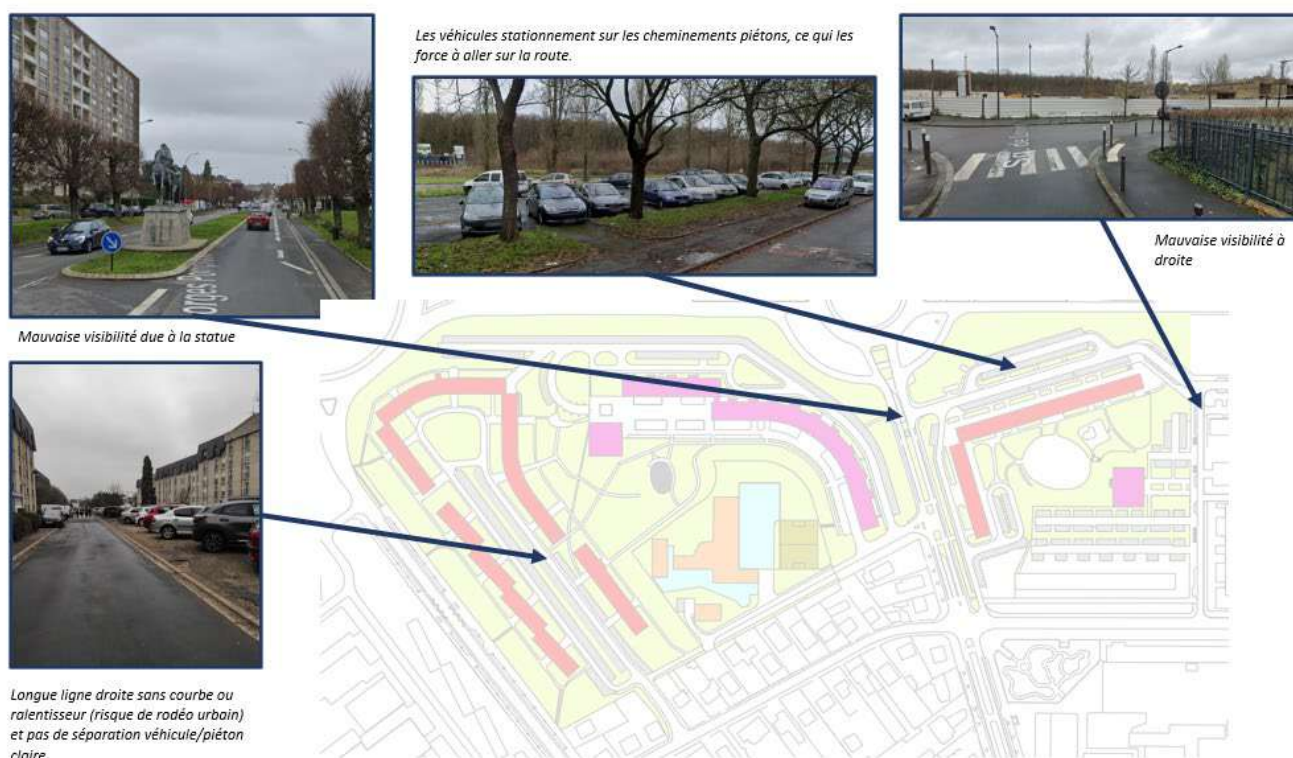 Les véhicules stationnement sur les cheminements piétons, ce qui les
force à aller sur la route.
Mauvaise visibilité à
droite
Mauvaise visibilité due à la statue
Longue ligne droite sans courbe ou
ralentisseur (risque de rodéo urbain)
et pas de séparation véhicule/piéton
claire